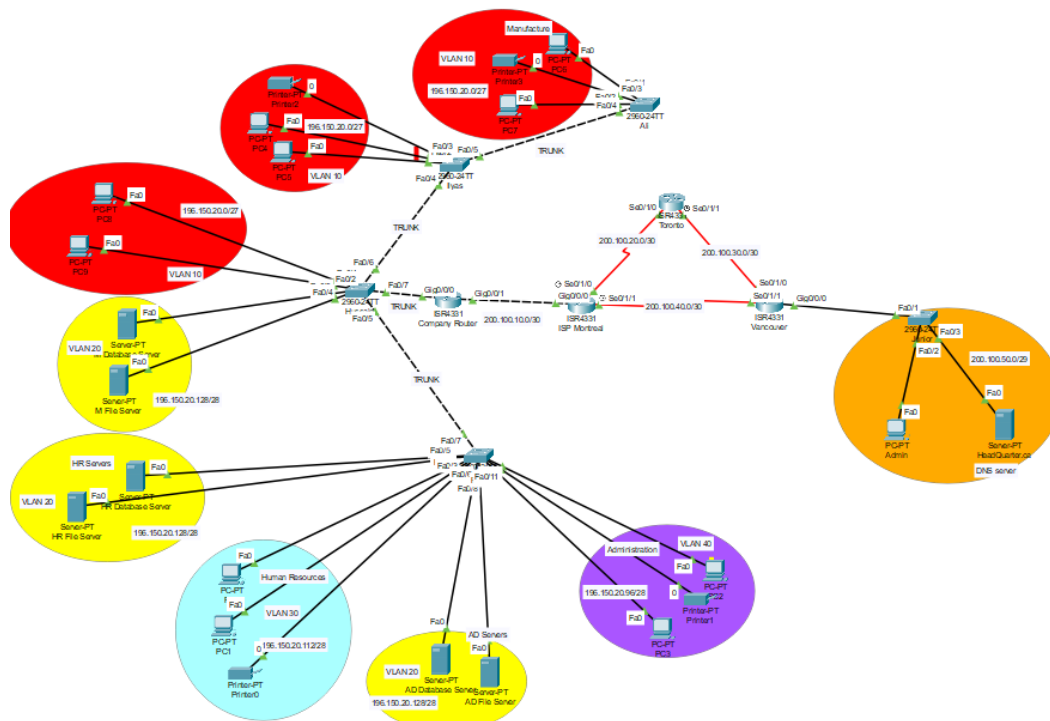 Manufacture
Fa0
VLAN 10
0
PC-PT
Printer-PT
Printer3
196.150.20.0/27
Fa0
Fa0/3
Fa0/4
PC-PT
PC7
2960-24TT
Ali
0
Printer-PT
Printer2
Fa0
196.150.20.0/27
PC-PT
Fa0
PC-PT
PC5
VLAN 10
Fa0/3
Fa0/4
Fa0/5
2960-24TT
Ilyas
TRUNK
Fa0
196.150.20.0/27
PC-PT
Fa0
PC-PT
PC9
VLAN 10
TRUNK
Fa0/6
Fa0/2
Fa0/4
Fa0/7
2960-24TT
Fa0/5
TRUNK
Gig0/0/0
Gig0/0/1
ISR4331
Company Router
200.100.10.0/30
Se0/1/0
Gig0/0/0
Se0/1/1
ISR4331
ISP Montreal
200.100.20.0/30
Se0/1/0
Se0/1/1
ISR4331
Toronto
200.100.30.0/30
200.100.40.0/30
Se0/1/0
Se0/1/1
Gig0/0/0
ISR4331
Vancouver
Fa0/1
Fa0/3
Fa0/2
200.100.50.0/29
Fa0
PC-PT
Admin
Fa0
Server-PT
HeadQuarter.ca
DNS server
Fa0
Server-PT
VLAN 20
Database Server
Fa0
Server-PT
M File Server
196.150.20.128/28
TRUNK
Fa0/7
Fa0/5
Fa0/11
HR Servers
Fa0
Server-PT
HR Database Server
VLAN 20
Fa0
Server-PT
HR File Server
196.150.20.128/28
Fa0
Human Resources
PC-PT
Fa0
VLAN 30
PC-PT
PC1
0
196.150.20.112/28
Printer-PT
Printer0
Fa0
AD Servers
Fa0
VLAN 20
Server-PT
AD Database Server
Server-PT
AD File Server
196.150.20.128/28
Administration
VLAN 40
Fa0
PC-PT
PC2
196.150.20.96/28
0
Printer-PT
Printer1
Fa0
PC-PT
PC3